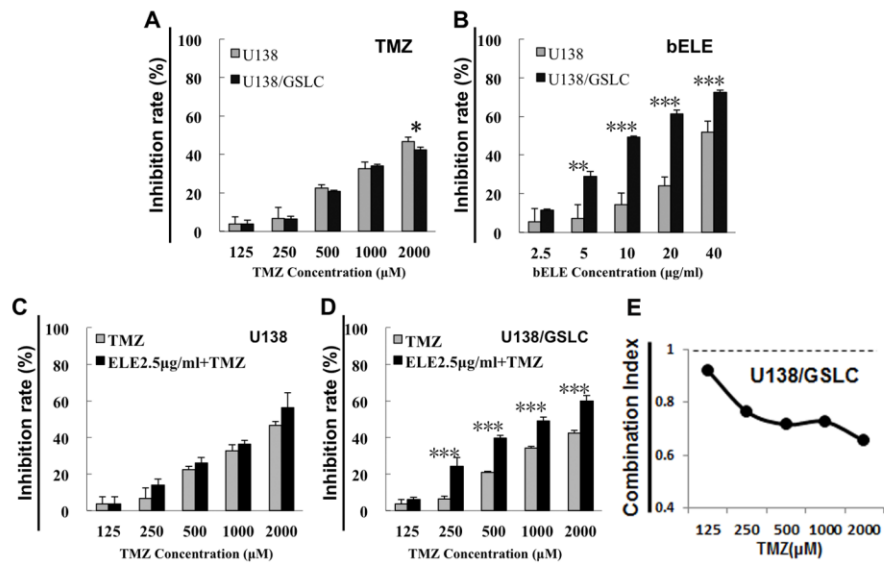 A
TMZ
U138
U138/GSLC
Inhibition rate (%)
100
80
60
40
20
0
*
125 250 500 1000 2000
TMZ Concentration (μM)
B
bELE
U138
U138/GSLC
Inhibition rate (%)
100
80
60
40
20
0
** *** *** ***
2.5 5 10 20 40
bELE Concentration (μg/ml)
C
U138
TMZ
ELE2.5μg/ml+TMZ
Inhibition rate (%)
100
80
60
40
20
0
125 250 500 1000 2000
TMZ Concentration (μM)
D
U138/GSLC
TMZ
ELE2.5μg/ml+TMZ
Inhibition rate (%)
100
80
60
40
20
0
*** *** *** ***
125 250 500 1000 2000
TMZ Concentration (μM)
E
U138/GSLC
Combination Index
1
0.8
0.6
0.4
125 250 500 1000 2000
TMZ(μM)